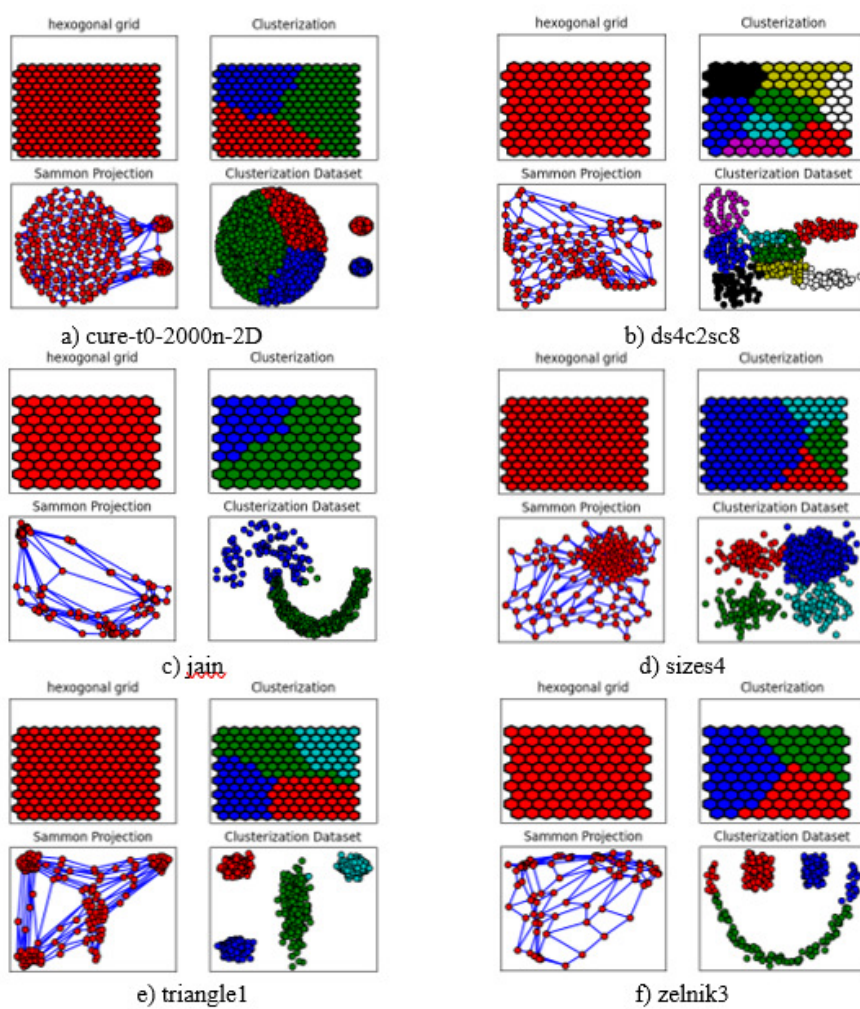 hexogonal grid
Clusterization
Sammon Projection
Clusterization Dataset
a) cure-t0-2000n-2D
hexogonal grid
Clusterization
Sammon Projection
Clusterization Dataset
b) ds4c2sc8
hexogonal grid
Clusterization
Sammon Projection
Clusterization Dataset
c) jain
hexogonal grid
Clusterization
Sammon Projection
Clusterization Dataset
d) sizes4
hexogonal grid
Clusterization
Sammon Projection
Clusterization Dataset
e) triangle1
hexogonal grid
Clusterization
Sammon Projection
Clusterization Dataset
f) zelnik3